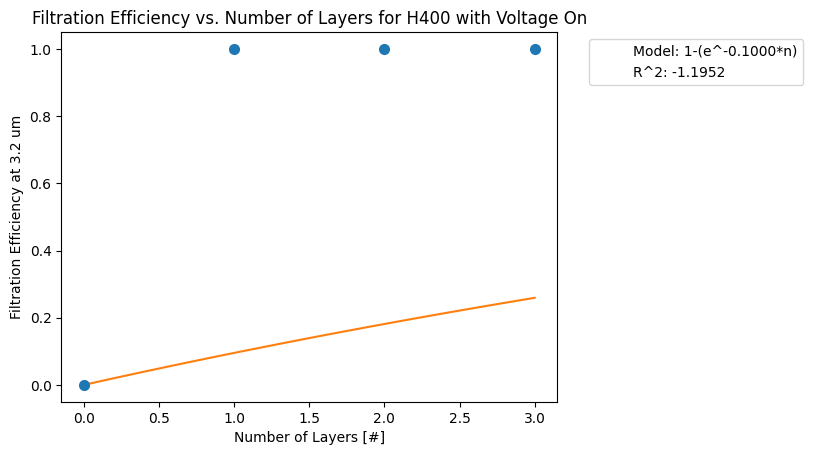 Filtration Efficiency vs. Number of Layers for H400 with Voltage On
Model: 1-(e^-0.1000*n)
R^2: -1.1952
Filtration Efficiency at 3.2 um
1.0
0.8
0.6
0.4
0.2
0.0
0.0 0.5 1.0 1.5 2.0 2.5 3.0
Number of Layers [#]